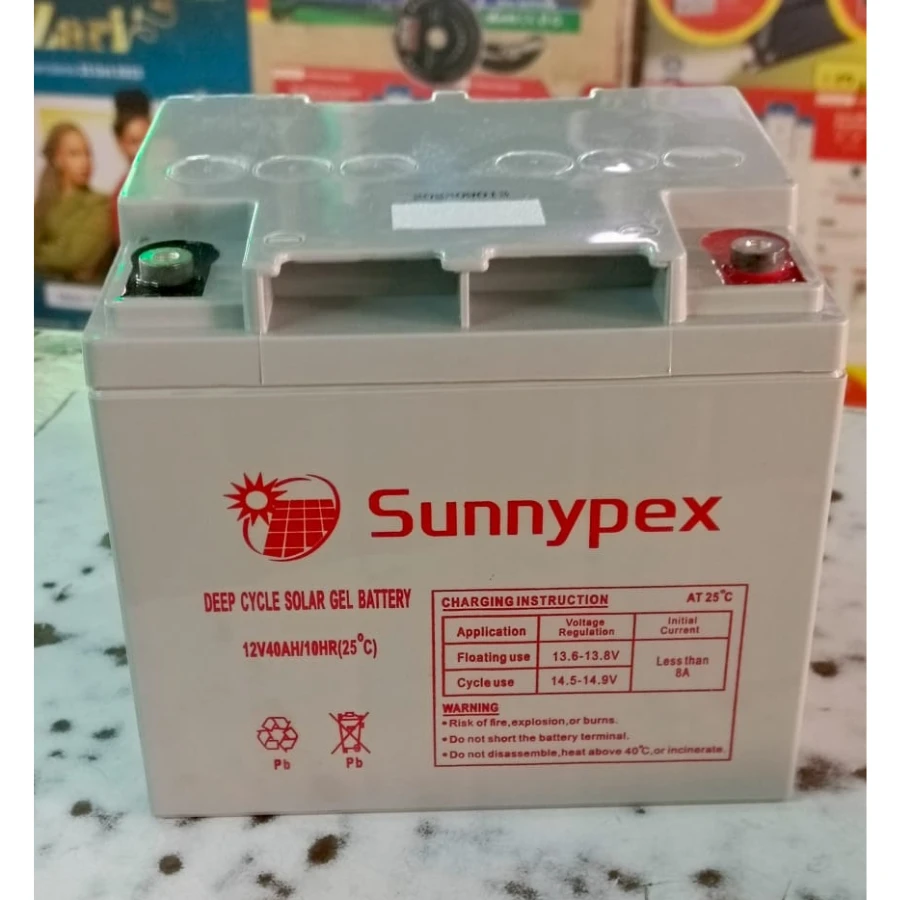 Sunnypex
DEEP CYCLE SOLAR GEL BATTERY
12V40AH/10HR(25°C)
Pb
Pb
CHARGING INSTRUCTION AT 25°C
Application Voltage Regulation Initial Current
Floating use 13.6-13.8V Less than 8A
Cycle use 14.5-14.9V
WARNING
• Risk of fire,explosion,or burns.
• Do not short the battery terminal.
• Do not disassemble,heat above 40°C,or incinerate.